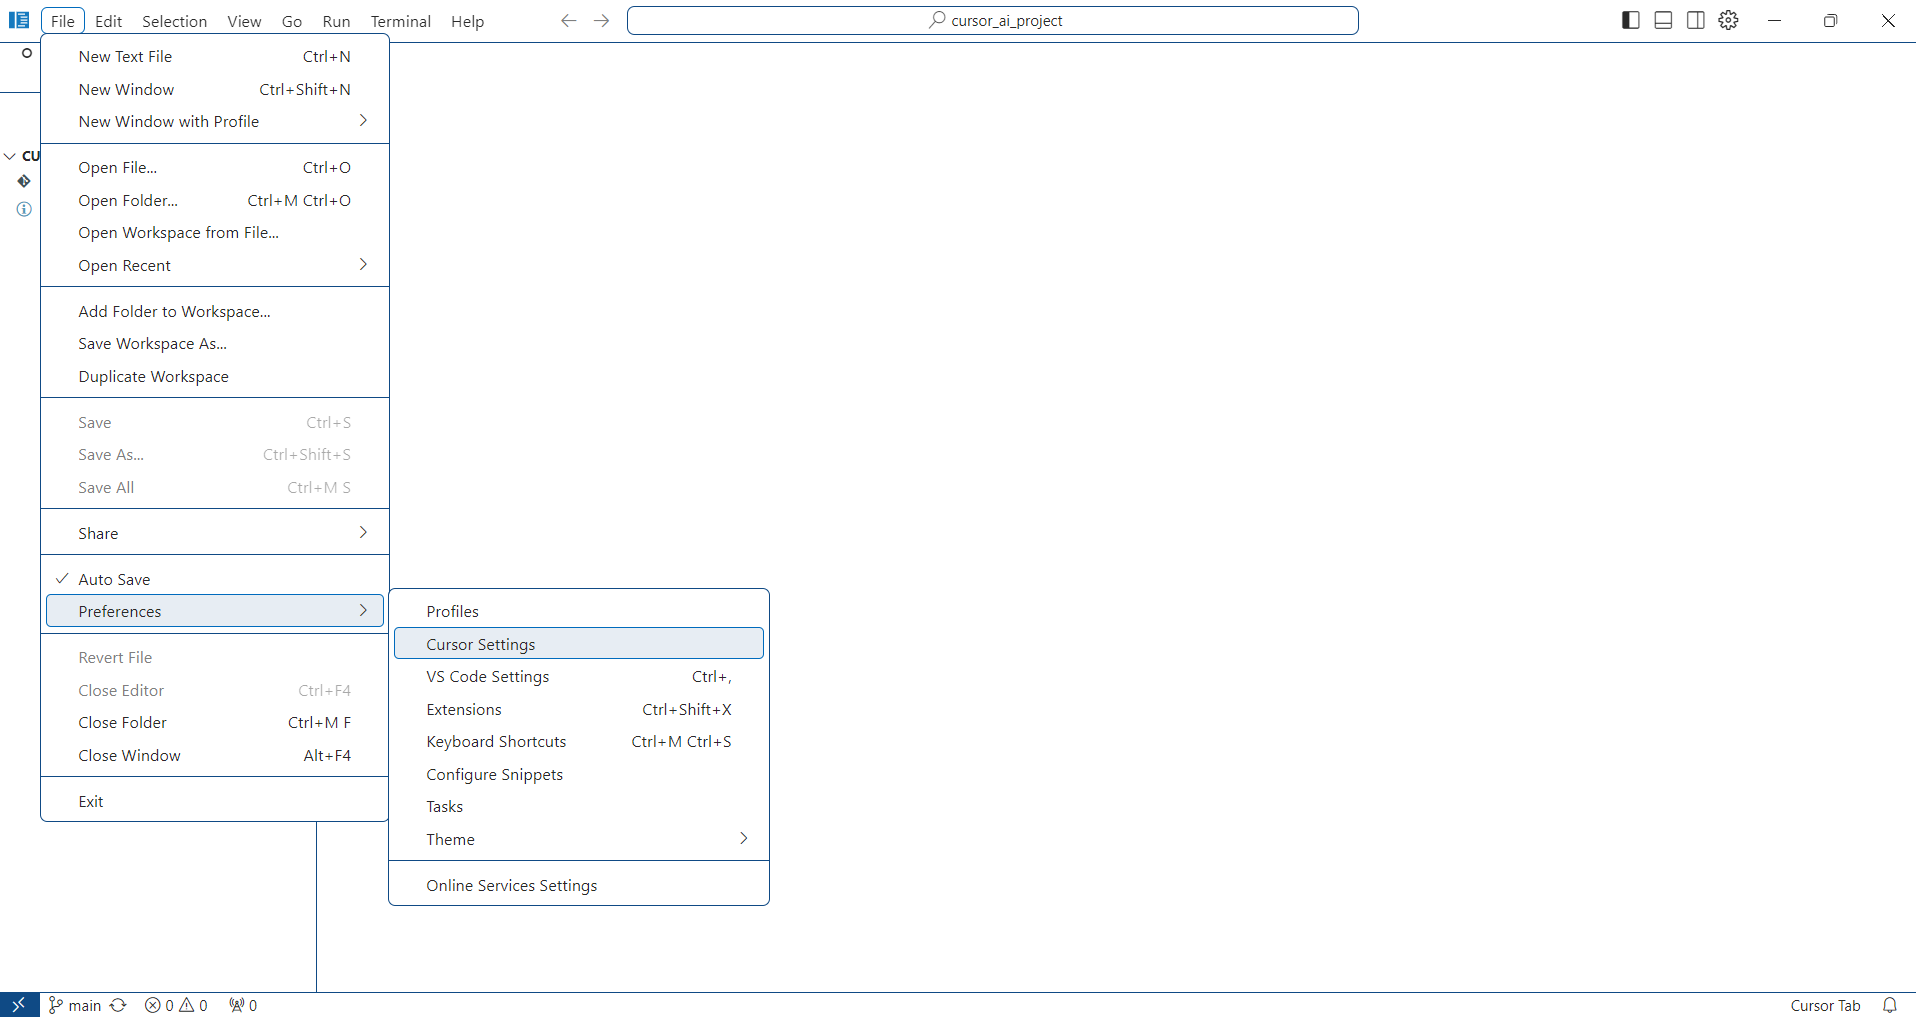 File Edit Selection View Go Run Terminal Help cursor_ai_project
New Text File Ctrl+N
New Window Ctrl+Shift+N
New Window with Profile
CU
Open File... Ctrl+O
Open Folder... Ctrl+M Ctrl+O
Open Workspace from File...
Open Recent
Add Folder to Workspace...
Save Workspace As...
Duplicate Workspace
Save Ctrl+S
Save As... Ctrl+Shift+S
Save All Ctrl+M S
Share
Auto Save
Preferences
Revert File
Close Editor Ctrl+F4
Close Folder Ctrl+M F
Close Window Alt+F4
Exit
Profiles
Cursor Settings
VS Code Settings Ctrl+,
Extensions Ctrl+Shift+X
Keyboard Shortcuts Ctrl+M Ctrl+S
Configure Snippets
Tasks
Theme
Online Services Settings
main 0 0 0 Cursor Tab